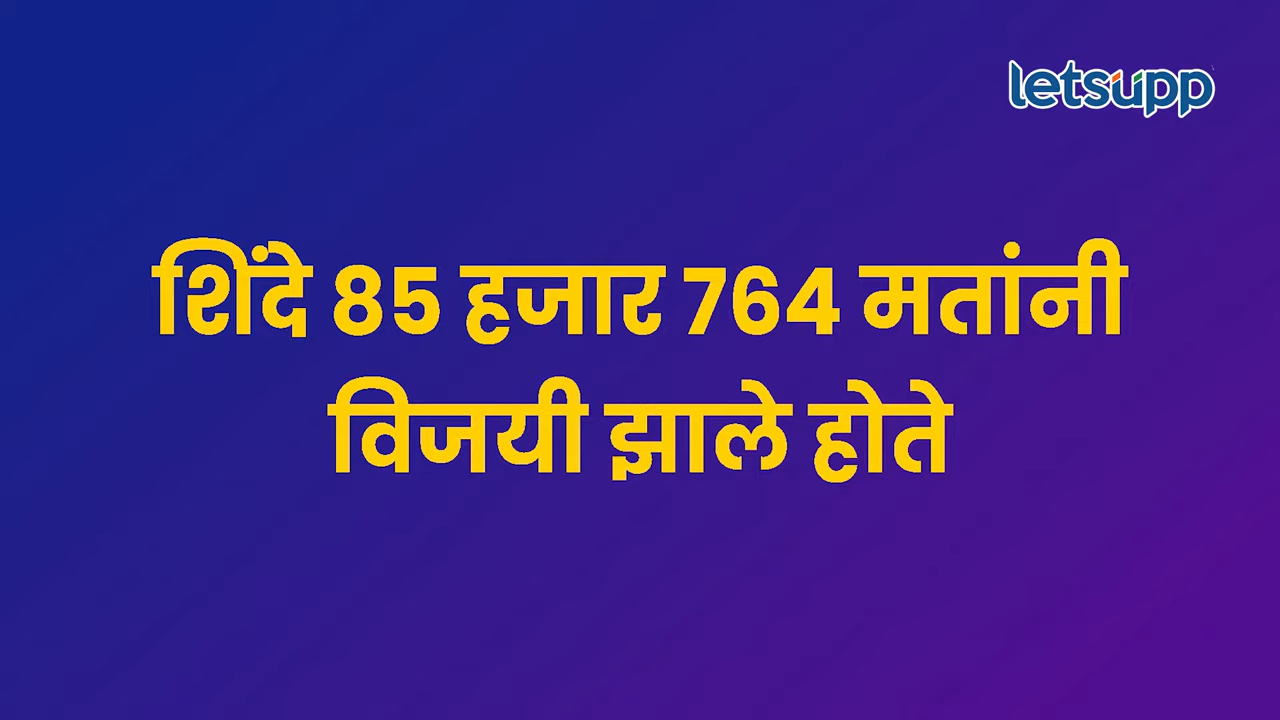 letsupp
शिंदे 85 हजार 764 मतांनी
विजयी झाले होते